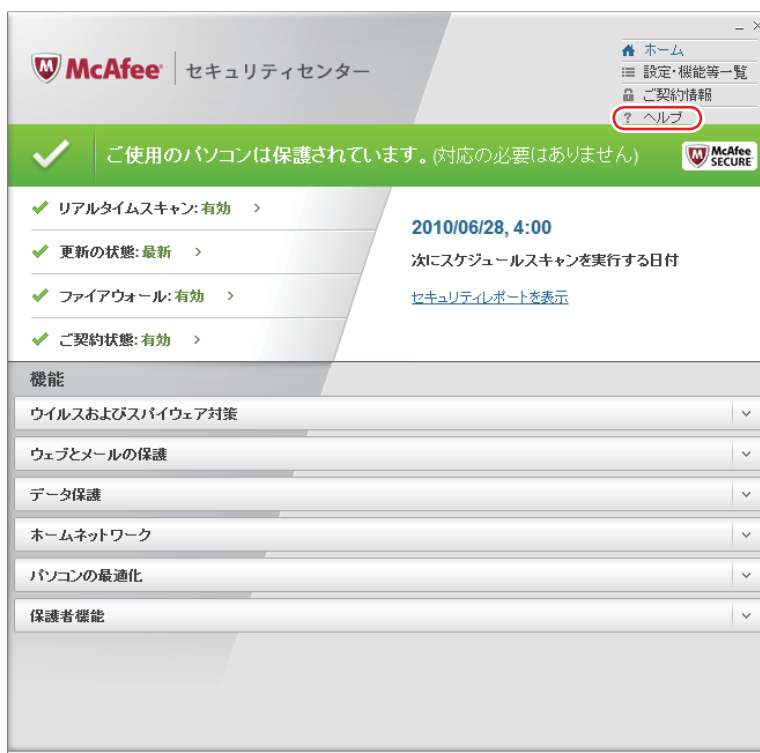 McAfee セキュリティセンター
ホーム
設定・機能等一覧
ご契約情報
? ヘルプ
ご使用のパソコンは保護されています。(対応の必要はありません)
McAfee
SECURE
リアルタイムスキャン:有効 >
更新の状態:最新 >
ファイアウォール:有効 >
ご契約状態:有効 >
2010/06/28, 4:00
次にスケジュールスキャンを実行する日付
セキュリティレポートを表示
機能
ウイルスおよびスパイウェア対策
ウェブとメールの保護
データ保護
ホームネットワーク
パソコンの最適化
保護者機能